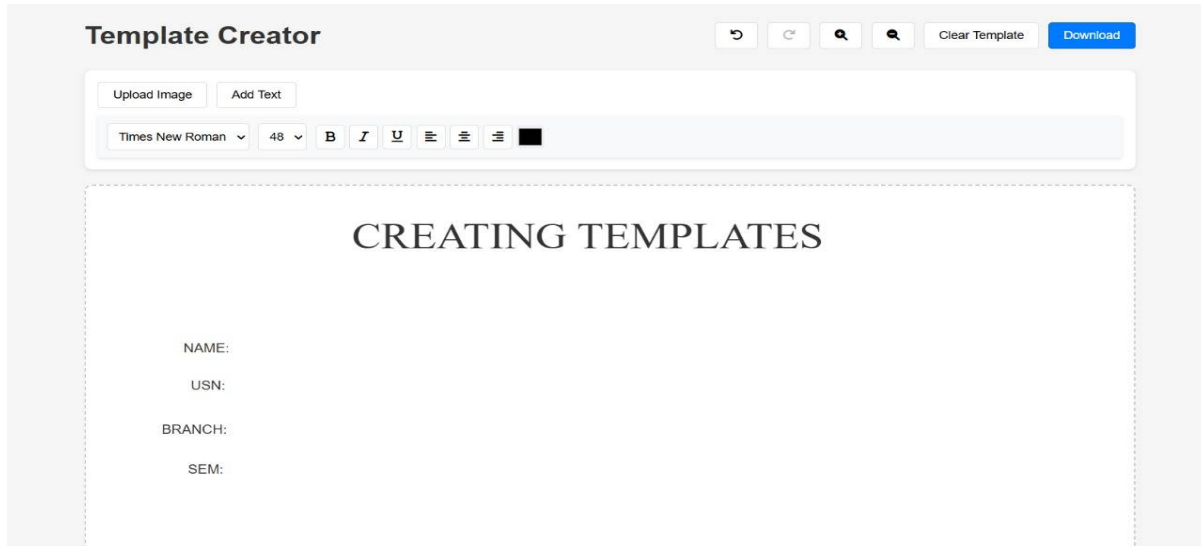 Template Creator
Clear Template
Download
Upload Image
Add Text
Times New Roman
48
B
I
U
CREATING TEMPLATES
NAME:
USN:
BRANCH:
SEM: